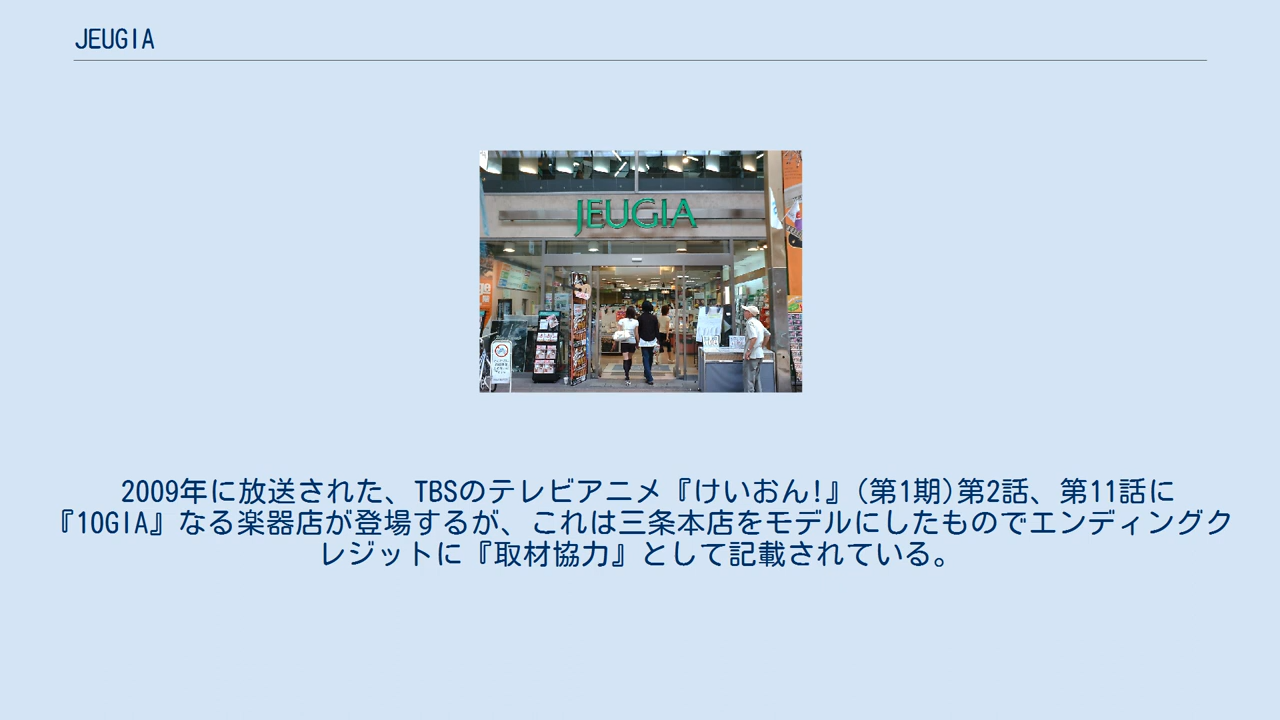 JEUGIA
JEUGIA
2009年に放送された、TBSのテレビアニメ『けいおん!』(第1期)第2話、第11話に
『10GIA』なる楽器店が登場するが、これは三条本店をモデルにしたものでエンディングク
レジットに『取材協力』として記載されている。